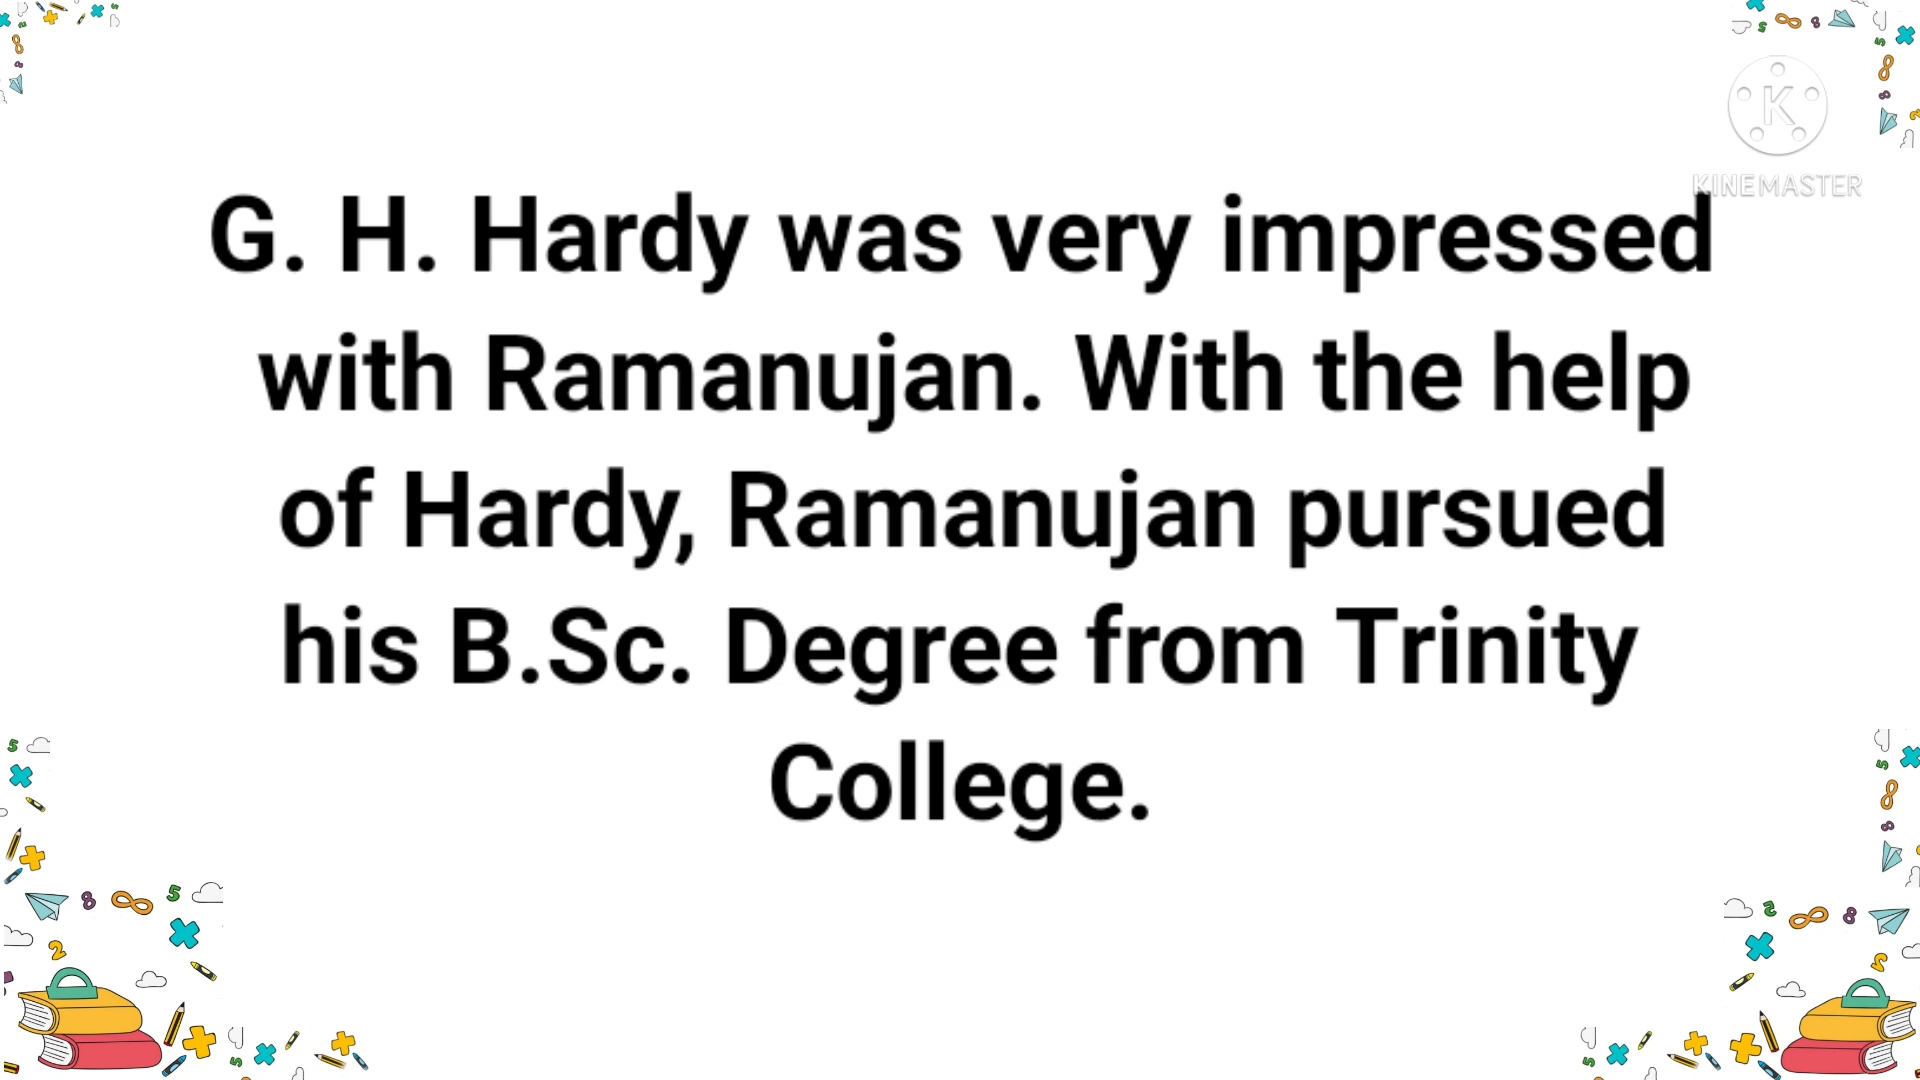 K
KINEMASTER
G. H. Hardy was very impressed
with Ramanujan. With the help
of Hardy, Ramanujan pursued
his B.Sc. Degree from Trinity
College.